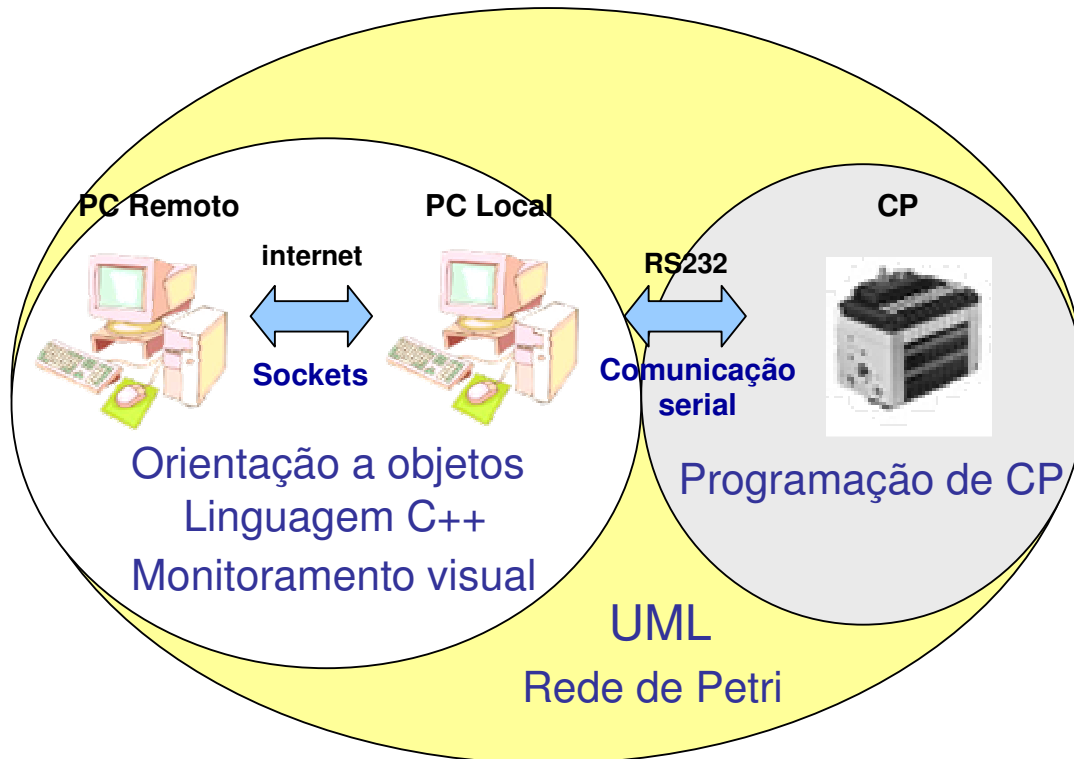 PC Remoto
PC Local
CP
internet
RS232
Sockets
Comunicação
serial
Orientação a objetos
Linguagem C++
Monitoramento visual
Programação de CP
UML
Rede de Petri